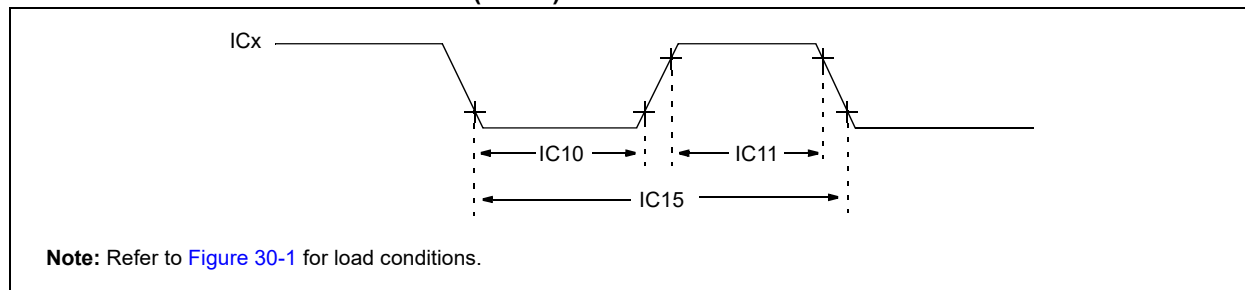 ICx
IC10
IC11
IC15
Note: Refer to Figure 30-1 for load conditions.